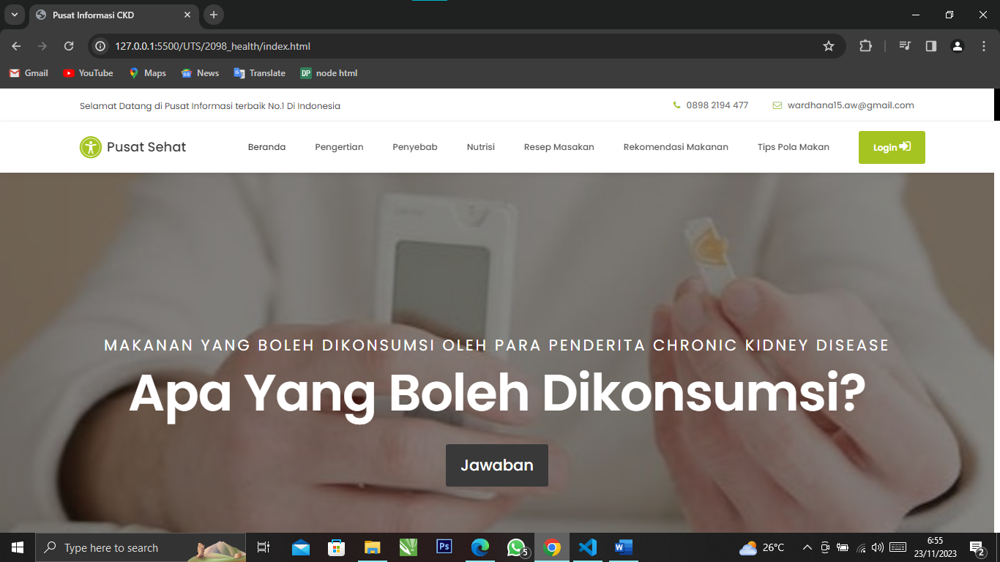 Pusat Informasi CKD
127.0.0.1:5500/UTS/2098_health/index.html
Gmail YouTube Maps News Translate DP node html
Selamat Datang di Pusat Informasi terbaik No.1 Di Indonesia 0898 2194 477 wardhana15.aw@gmail.com
Pusat Sehat Beranda Pengertian Penyebab Nutrisi Resep Masakan Rekomendasi Makanan Tips Pola Makan Login
MAKANAN YANG BOLEH DIKONSUMSI OLEH PARA PENDERITA CHRONIC KIDNEY DISEASE
Apa Yang Boleh Dikonsumsi?
Jawaban
Type here to search Ps 5 W 26°C 6:55
23/11/2023 2